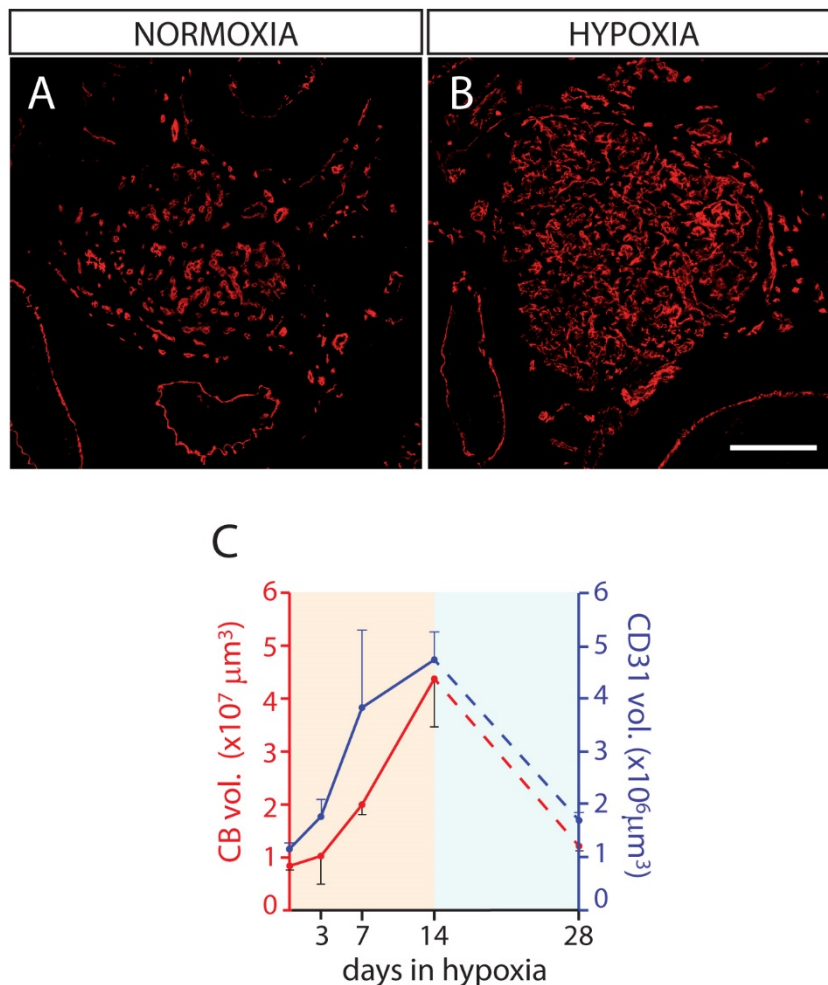 NORMOXIA
HYPOXIA
A
B
C
6
5
4
3
2
1
0
CB vol. (x10⁷ µm³)
6
5
4
3
2
1
0
CD31 vol. (x10⁶µm³)
3
7
14
28
days in hypoxia